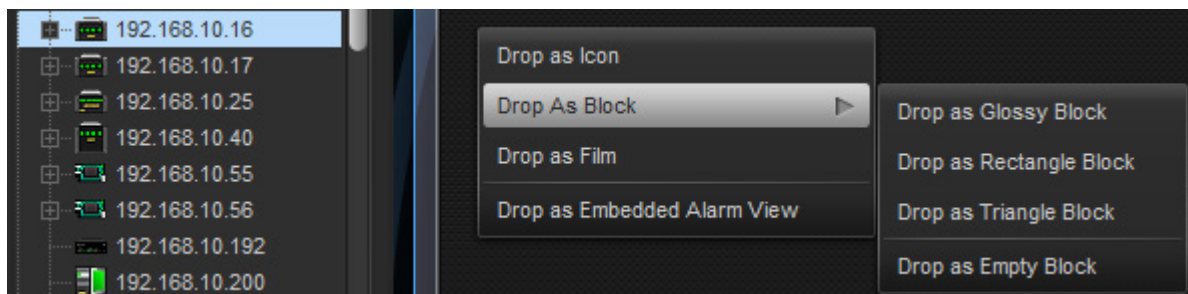 192.168.10.16
192.168.10.17
192.168.10.25
192.168.10.40
192.168.10.55
192.168.10.56
192.168.10.192
192.168.10.200
Drop as Icon
Drop As Block
Drop as Film
Drop as Embedded Alarm View
Drop as Glossy Block
Drop as Rectangle Block
Drop as Triangle Block
Drop as Empty Block